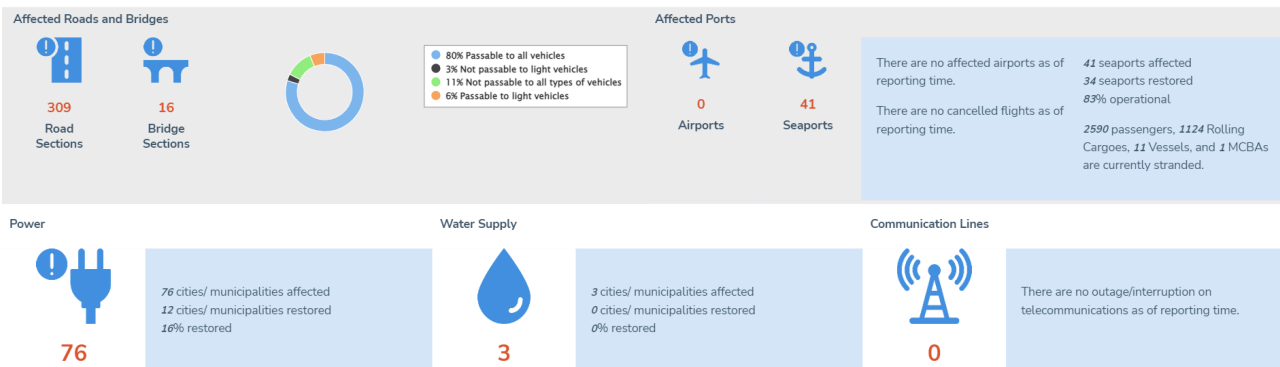 Affected Roads and Bridges
309
Road
Sections
16
Bridge
Sections
80% Passable to all vehicles
3% Not passable to light vehicles
11% Not passable to all types of vehicles
6% Passable to light vehicles
Affected Ports
0
Airports
41
Seaports
There are no affected airports as of
reporting time.
There are no cancelled flights as of
reporting time.
41 seaports affected
34 seaports restored
83% operational
2590 passengers, 1124 Rolling
Cargoes, 11 Vessels, and 1 MCBAs
are currently stranded.
Power
76
76 cities/ municipalities affected
12 cities/ municipalities restored
16% restored
Water Supply
3
3 cities/ municipalities affected
0 cities/ municipalities restored
0% restored
Communication Lines
0
There are no outage/interruption on
telecommunications as of reporting time.